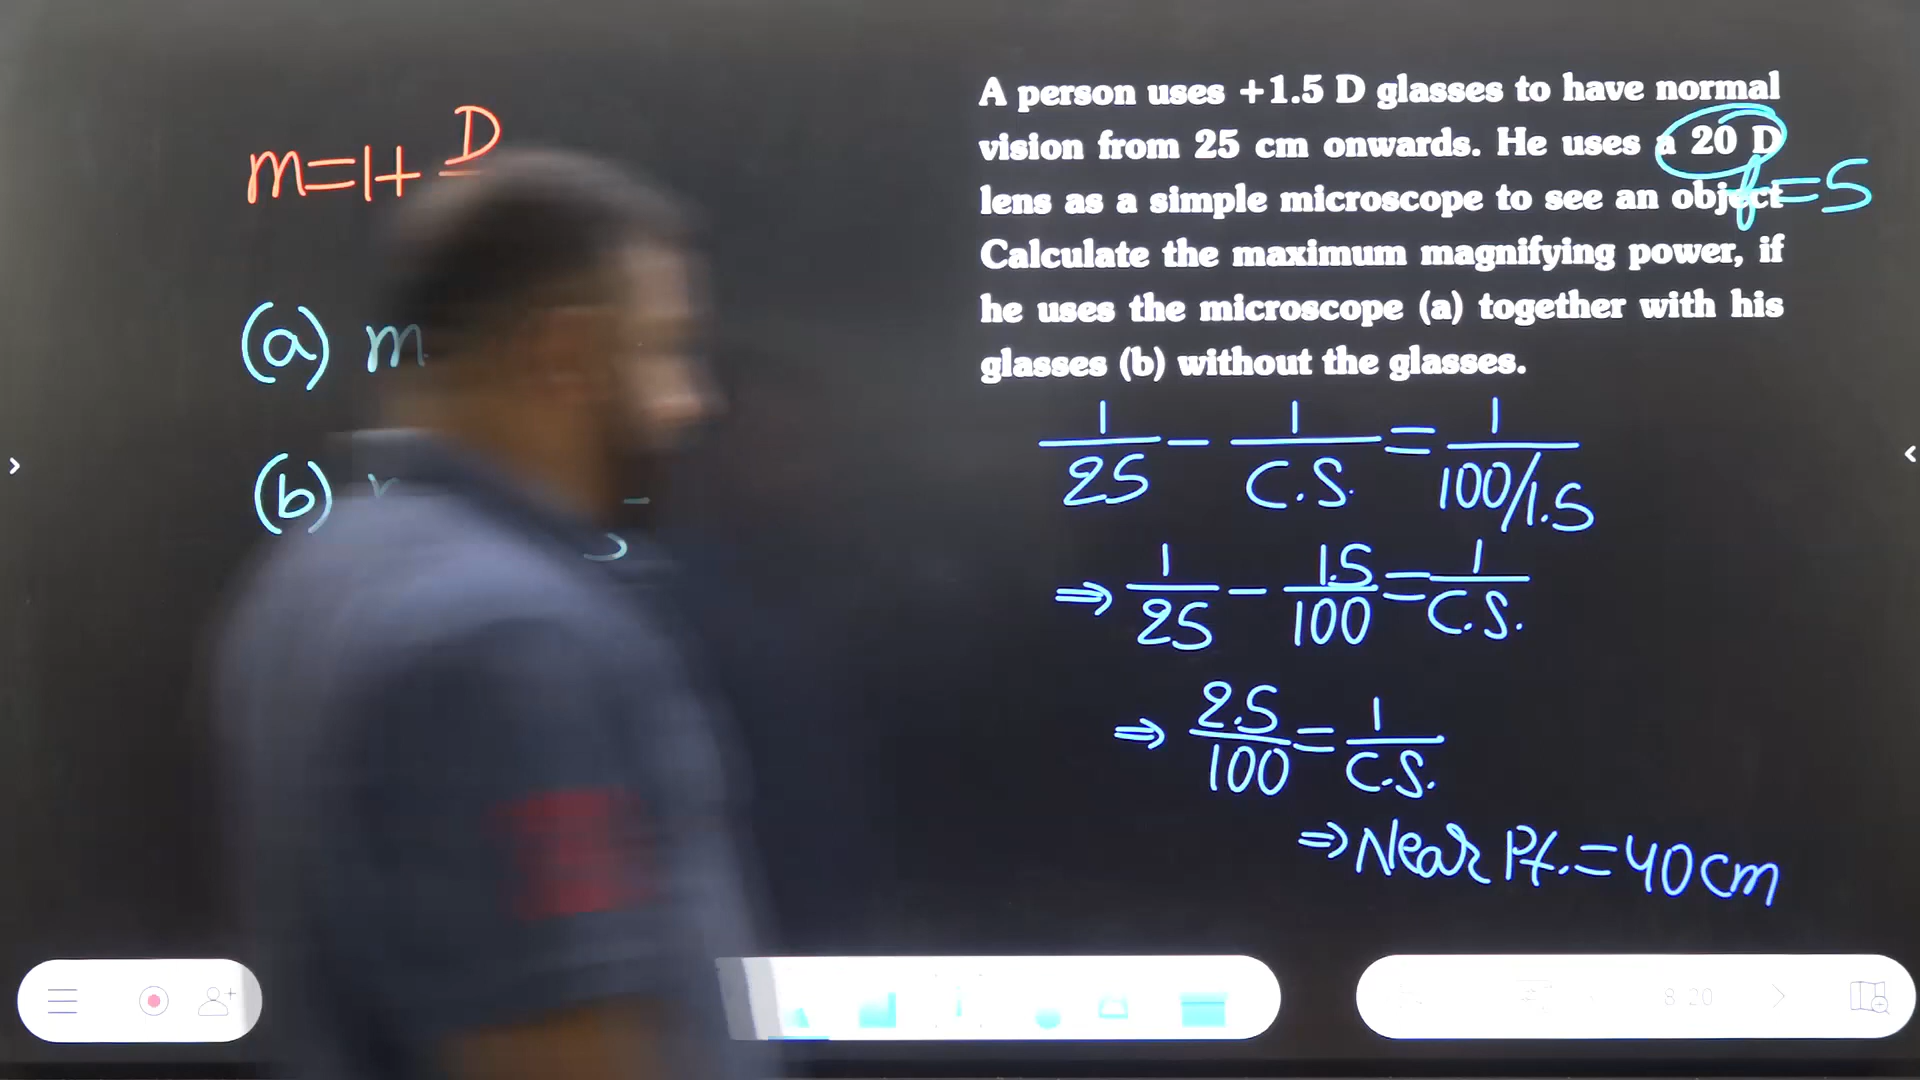 m=1+ D
(a) m
(b)
A person uses +1.5 D glasses to have normal
vision from 25 cm onwards. He uses a 20 D
lens as a simple microscope to see an object
Calculate the maximum magnifying power, if
he uses the microscope (a) together with his
glasses (b) without the glasses.
f=5
1/25 - 1/C.S. = 1/100/1.5
⇒ 1/25 - 1.5/100 = 1/C.S.
⇒ 2.5/100 = 1/C.S.
⇒ Near Pt. = 40 cm
8 20